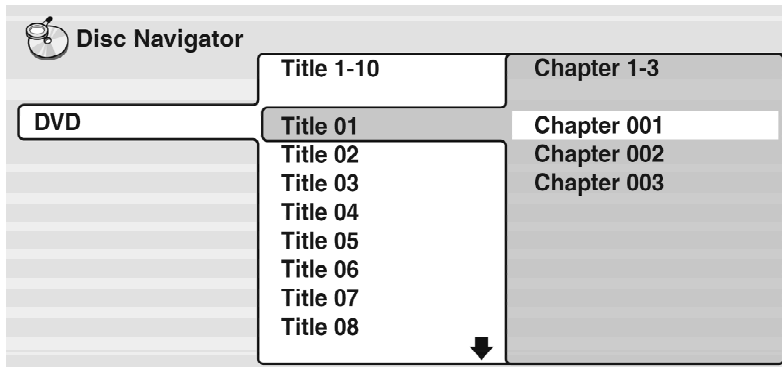 Disc Navigator
Title 1-10
Chapter 1-3
DVD
Title 01
Chapter 001
Title 02
Chapter 002
Title 03
Chapter 003
Title 04
Title 05
Title 06
Title 07
Title 08